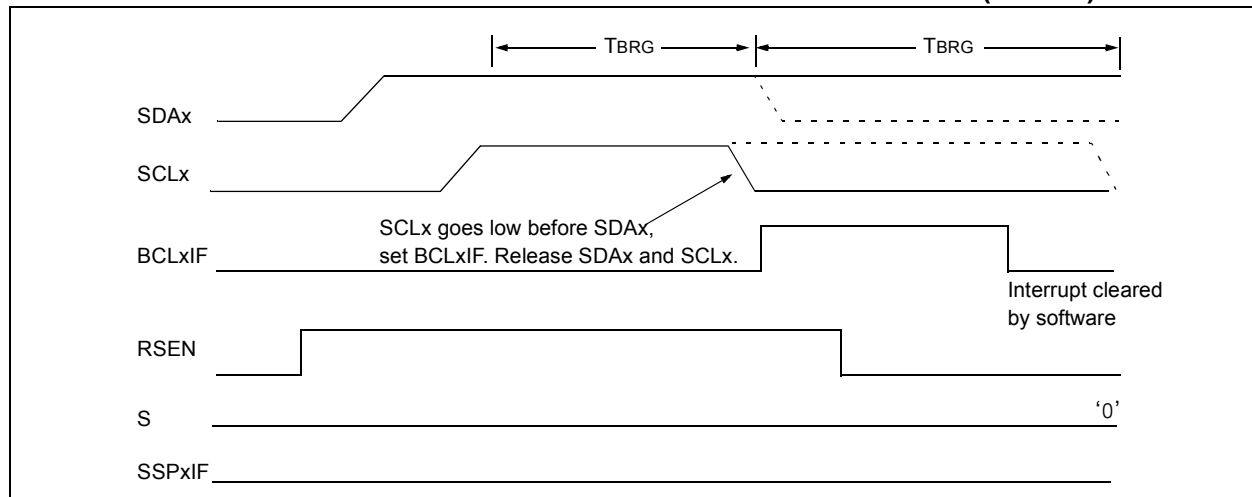 TBRG TBRG
SDAx
SCLx
SCLx goes low before SDAx,
set BCLxIF. Release SDAx and SCLx.
BCLxIF
Interrupt cleared
by software
RSEN
S
‘0’
SSPxIF